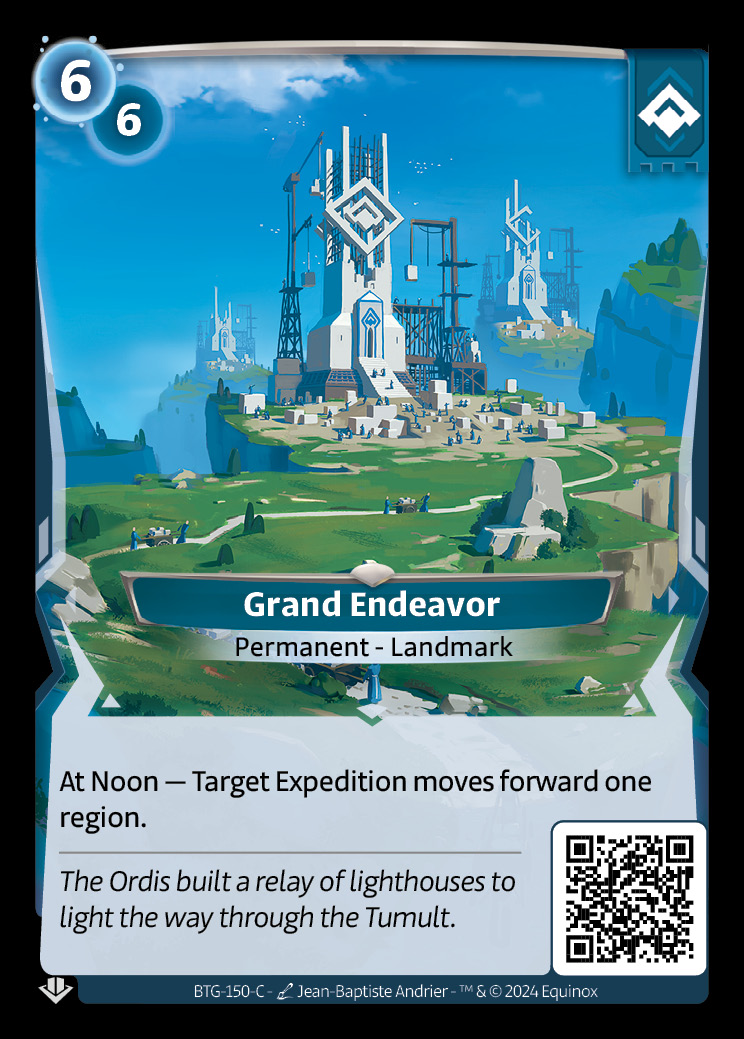 6
6
Grand Endeavor
Permanent - Landmark
At Noon — Target Expedition moves forward one
region.
The Ordis built a relay of lighthouses to
light the way through the Tumult.
BTG-150-C - Jean-Baptiste Andrier - ™ & © 2024 Equinox